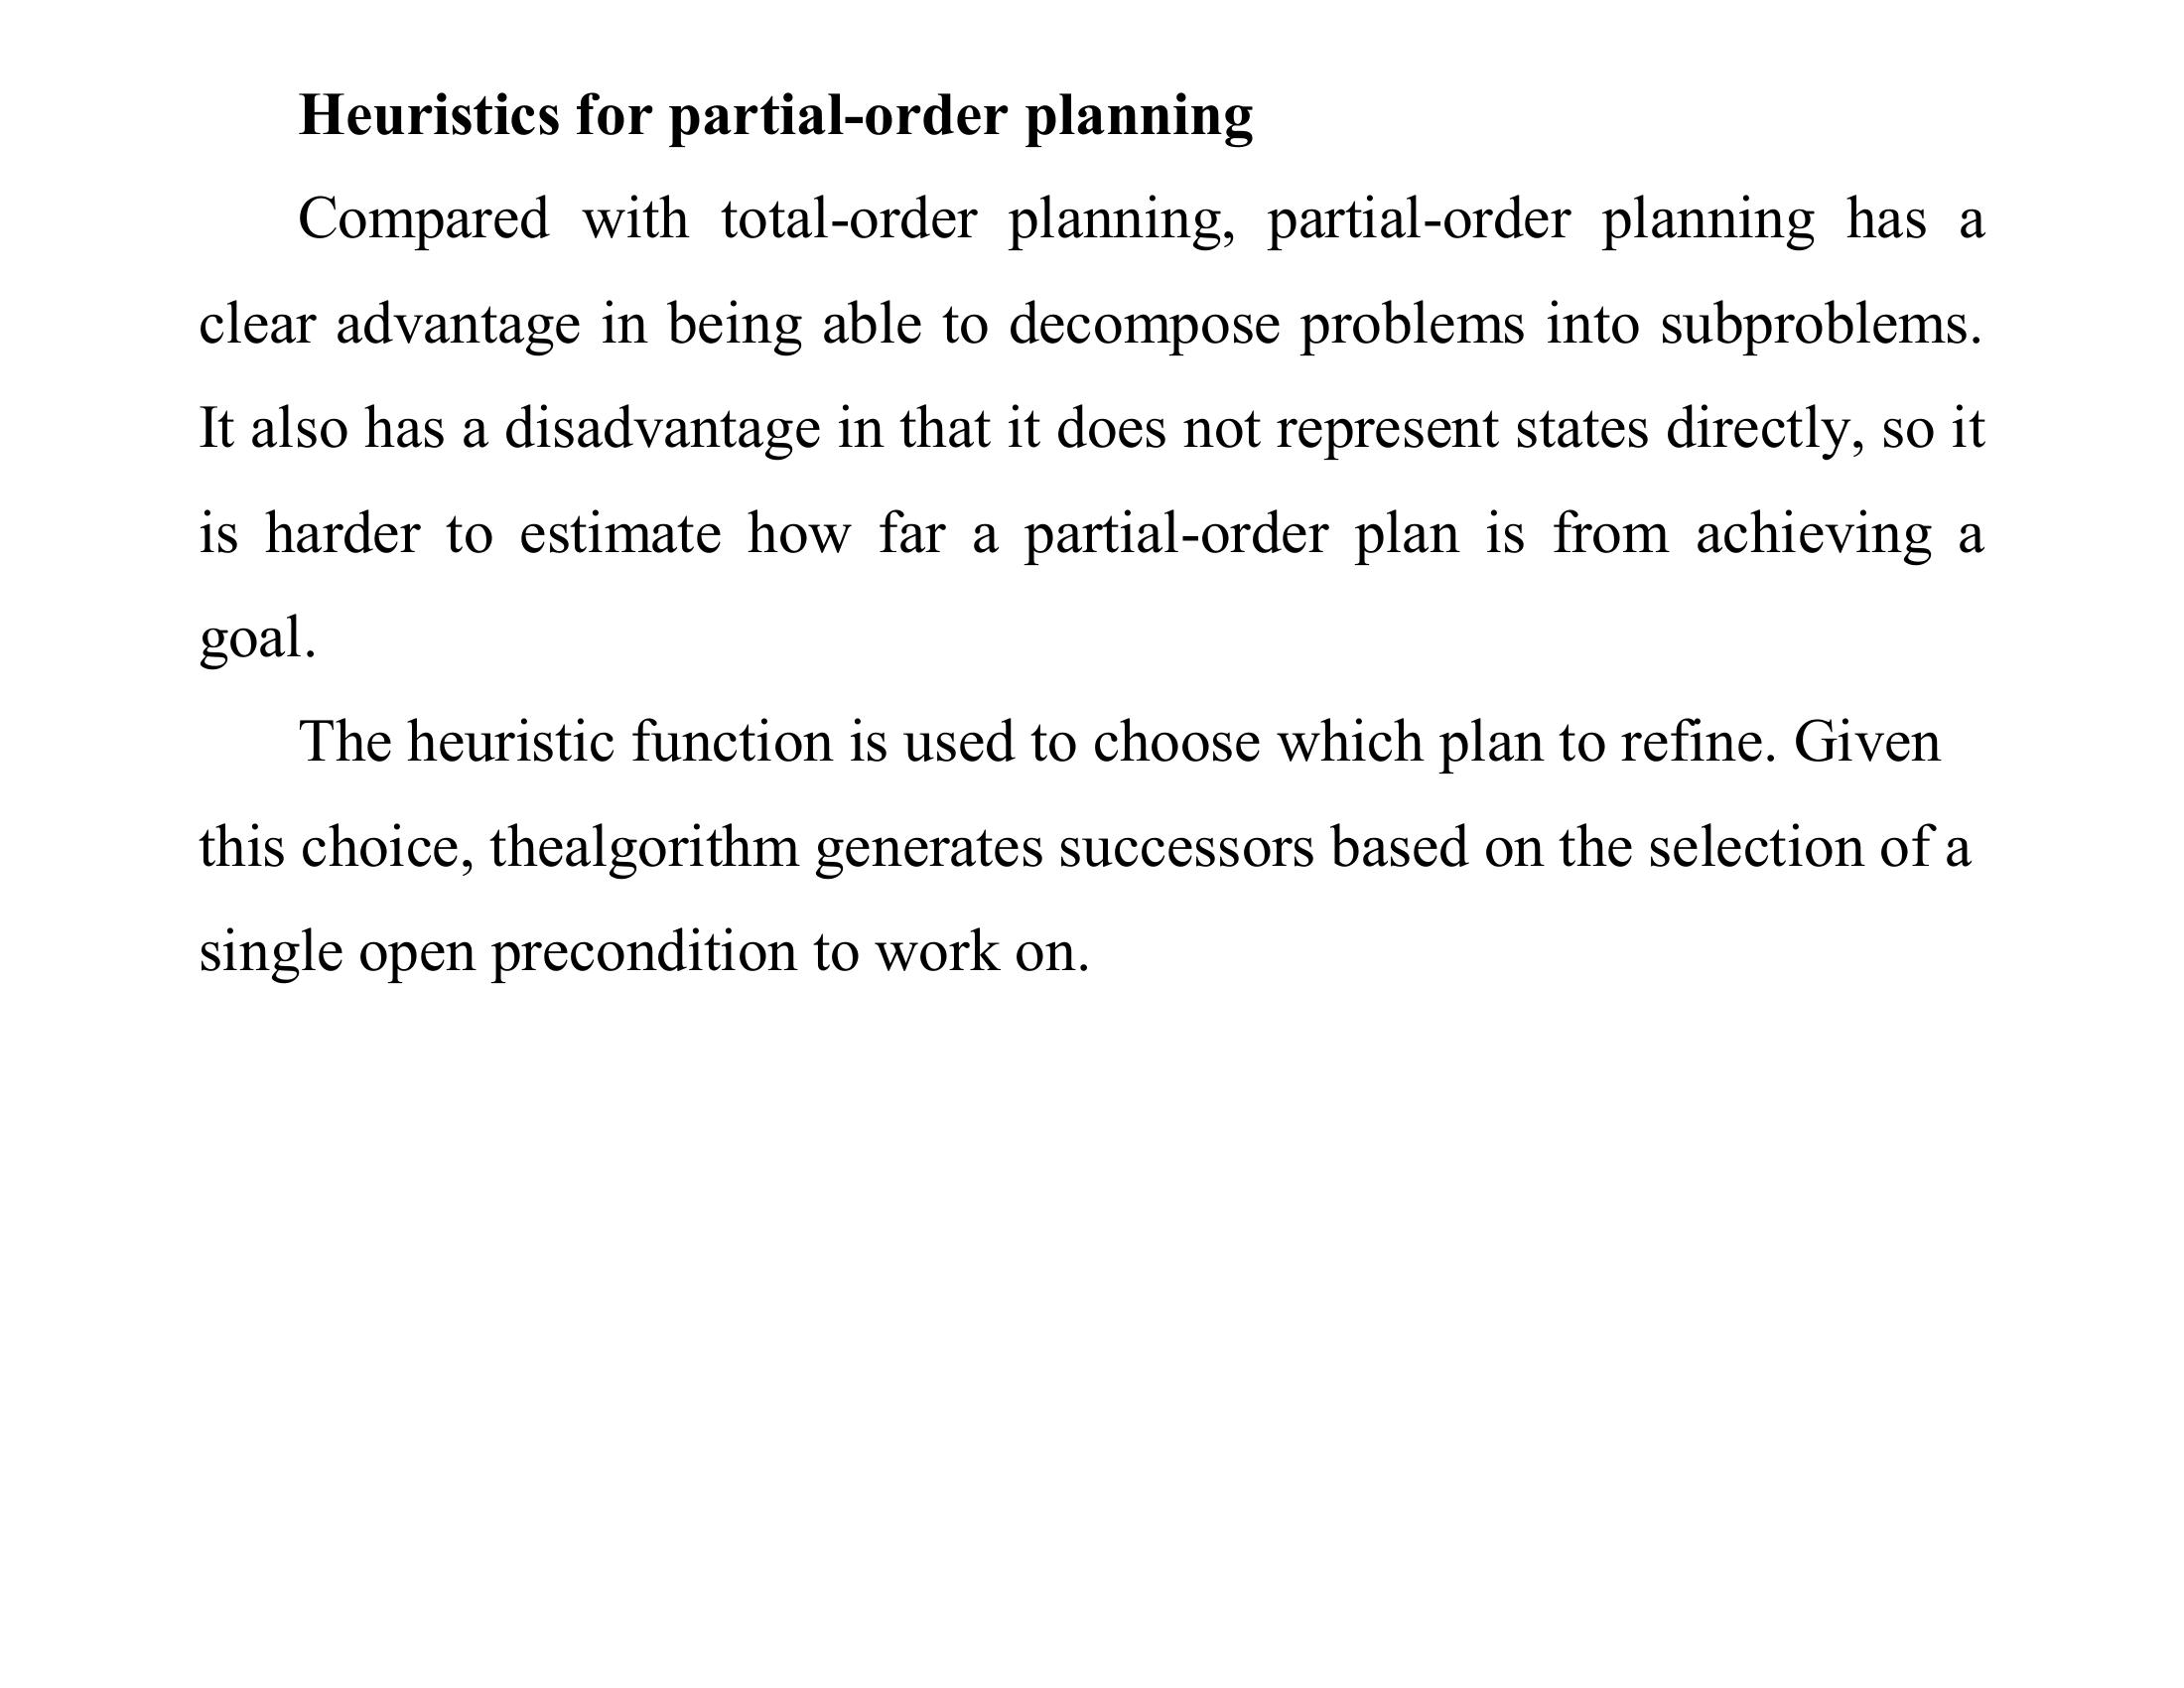 Heuristics for partial-order planning
Compared with total-order planning, partial-order planning has a
clear advantage in being able to decompose problems into subproblems.
It also has a disadvantage in that it does not represent states directly, so it
is harder to estimate how far a partial-order plan is from achieving a
goal.
The heuristic function is used to choose which plan to refine. Given
this choice, thealgorithm generates successors based on the selection of a
single open precondition to work on.